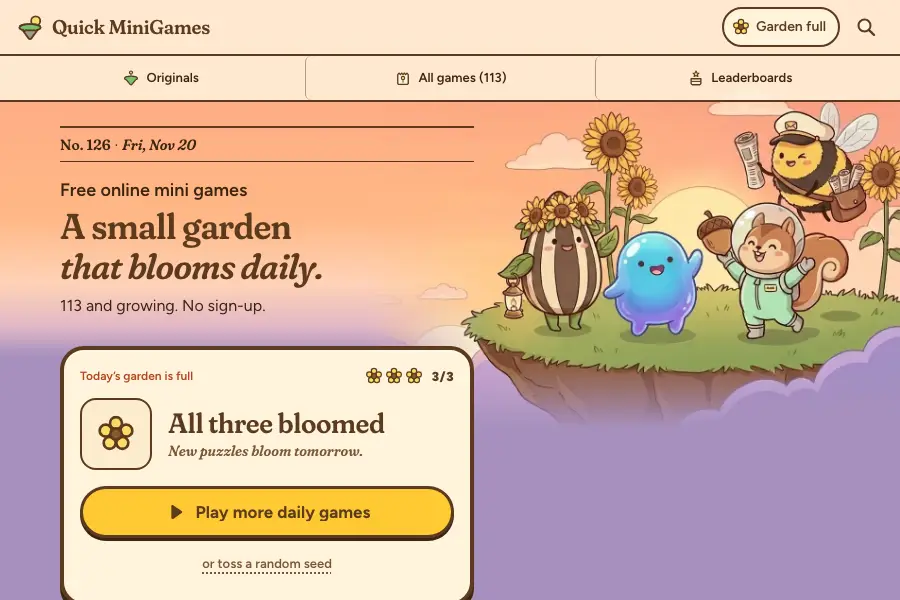 Quick MiniGames
Garden full
Originals
All games (113)
Leaderboards
No. 126 · Fri, Nov 20
Free online mini games
A small garden
that blooms daily.
113 and growing. No sign-up.
Today's garden is full
3/3
All three bloomed
New puzzles bloom tomorrow.
Play more daily games
or toss a random seed